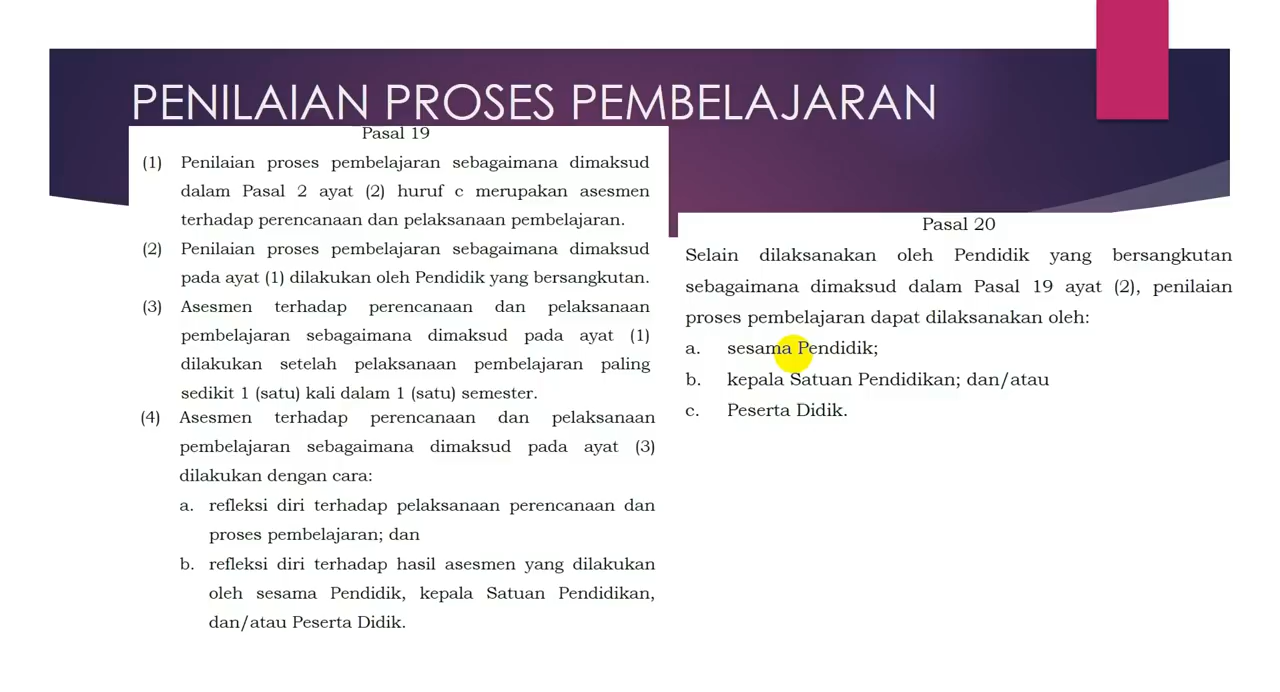 PENILAIAN PROSES PEMBELAJARAN
Pasal 19
(1) Penilaian proses pembelajaran sebagaimana dimaksud
dalam Pasal 2 ayat (2) huruf c merupakan asesmen
terhadap perencanaan dan pelaksanaan pembelajaran.
(2) Penilaian proses pembelajaran sebagaimana dimaksud
pada ayat (1) dilakukan oleh Pendidik yang bersangkutan.
(3) Asesmen terhadap perencanaan dan pelaksanaan
pembelajaran sebagaimana dimaksud pada ayat (1)
dilakukan setelah pelaksanaan pembelajaran paling
sedikit 1 (satu) kali dalam 1 (satu) semester.
(4) Asesmen terhadap perencanaan dan pelaksanaan
pembelajaran sebagaimana dimaksud pada ayat (3)
dilakukan dengan cara:
a. refleksi diri terhadap pelaksanaan perencanaan dan
proses pembelajaran; dan
b. refleksi diri terhadap hasil asesmen yang dilakukan
oleh sesama Pendidik, kepala Satuan Pendidikan,
dan/atau Peserta Didik.
Pasal 20
Selain dilaksanakan oleh Pendidik yang bersangkutan
sebagaimana dimaksud dalam Pasal 19 ayat (2), penilaian
proses pembelajaran dapat dilaksanakan oleh:
a. sesama Pendidik;
b. kepala Satuan Pendidikan; dan/atau
c. Peserta Didik.